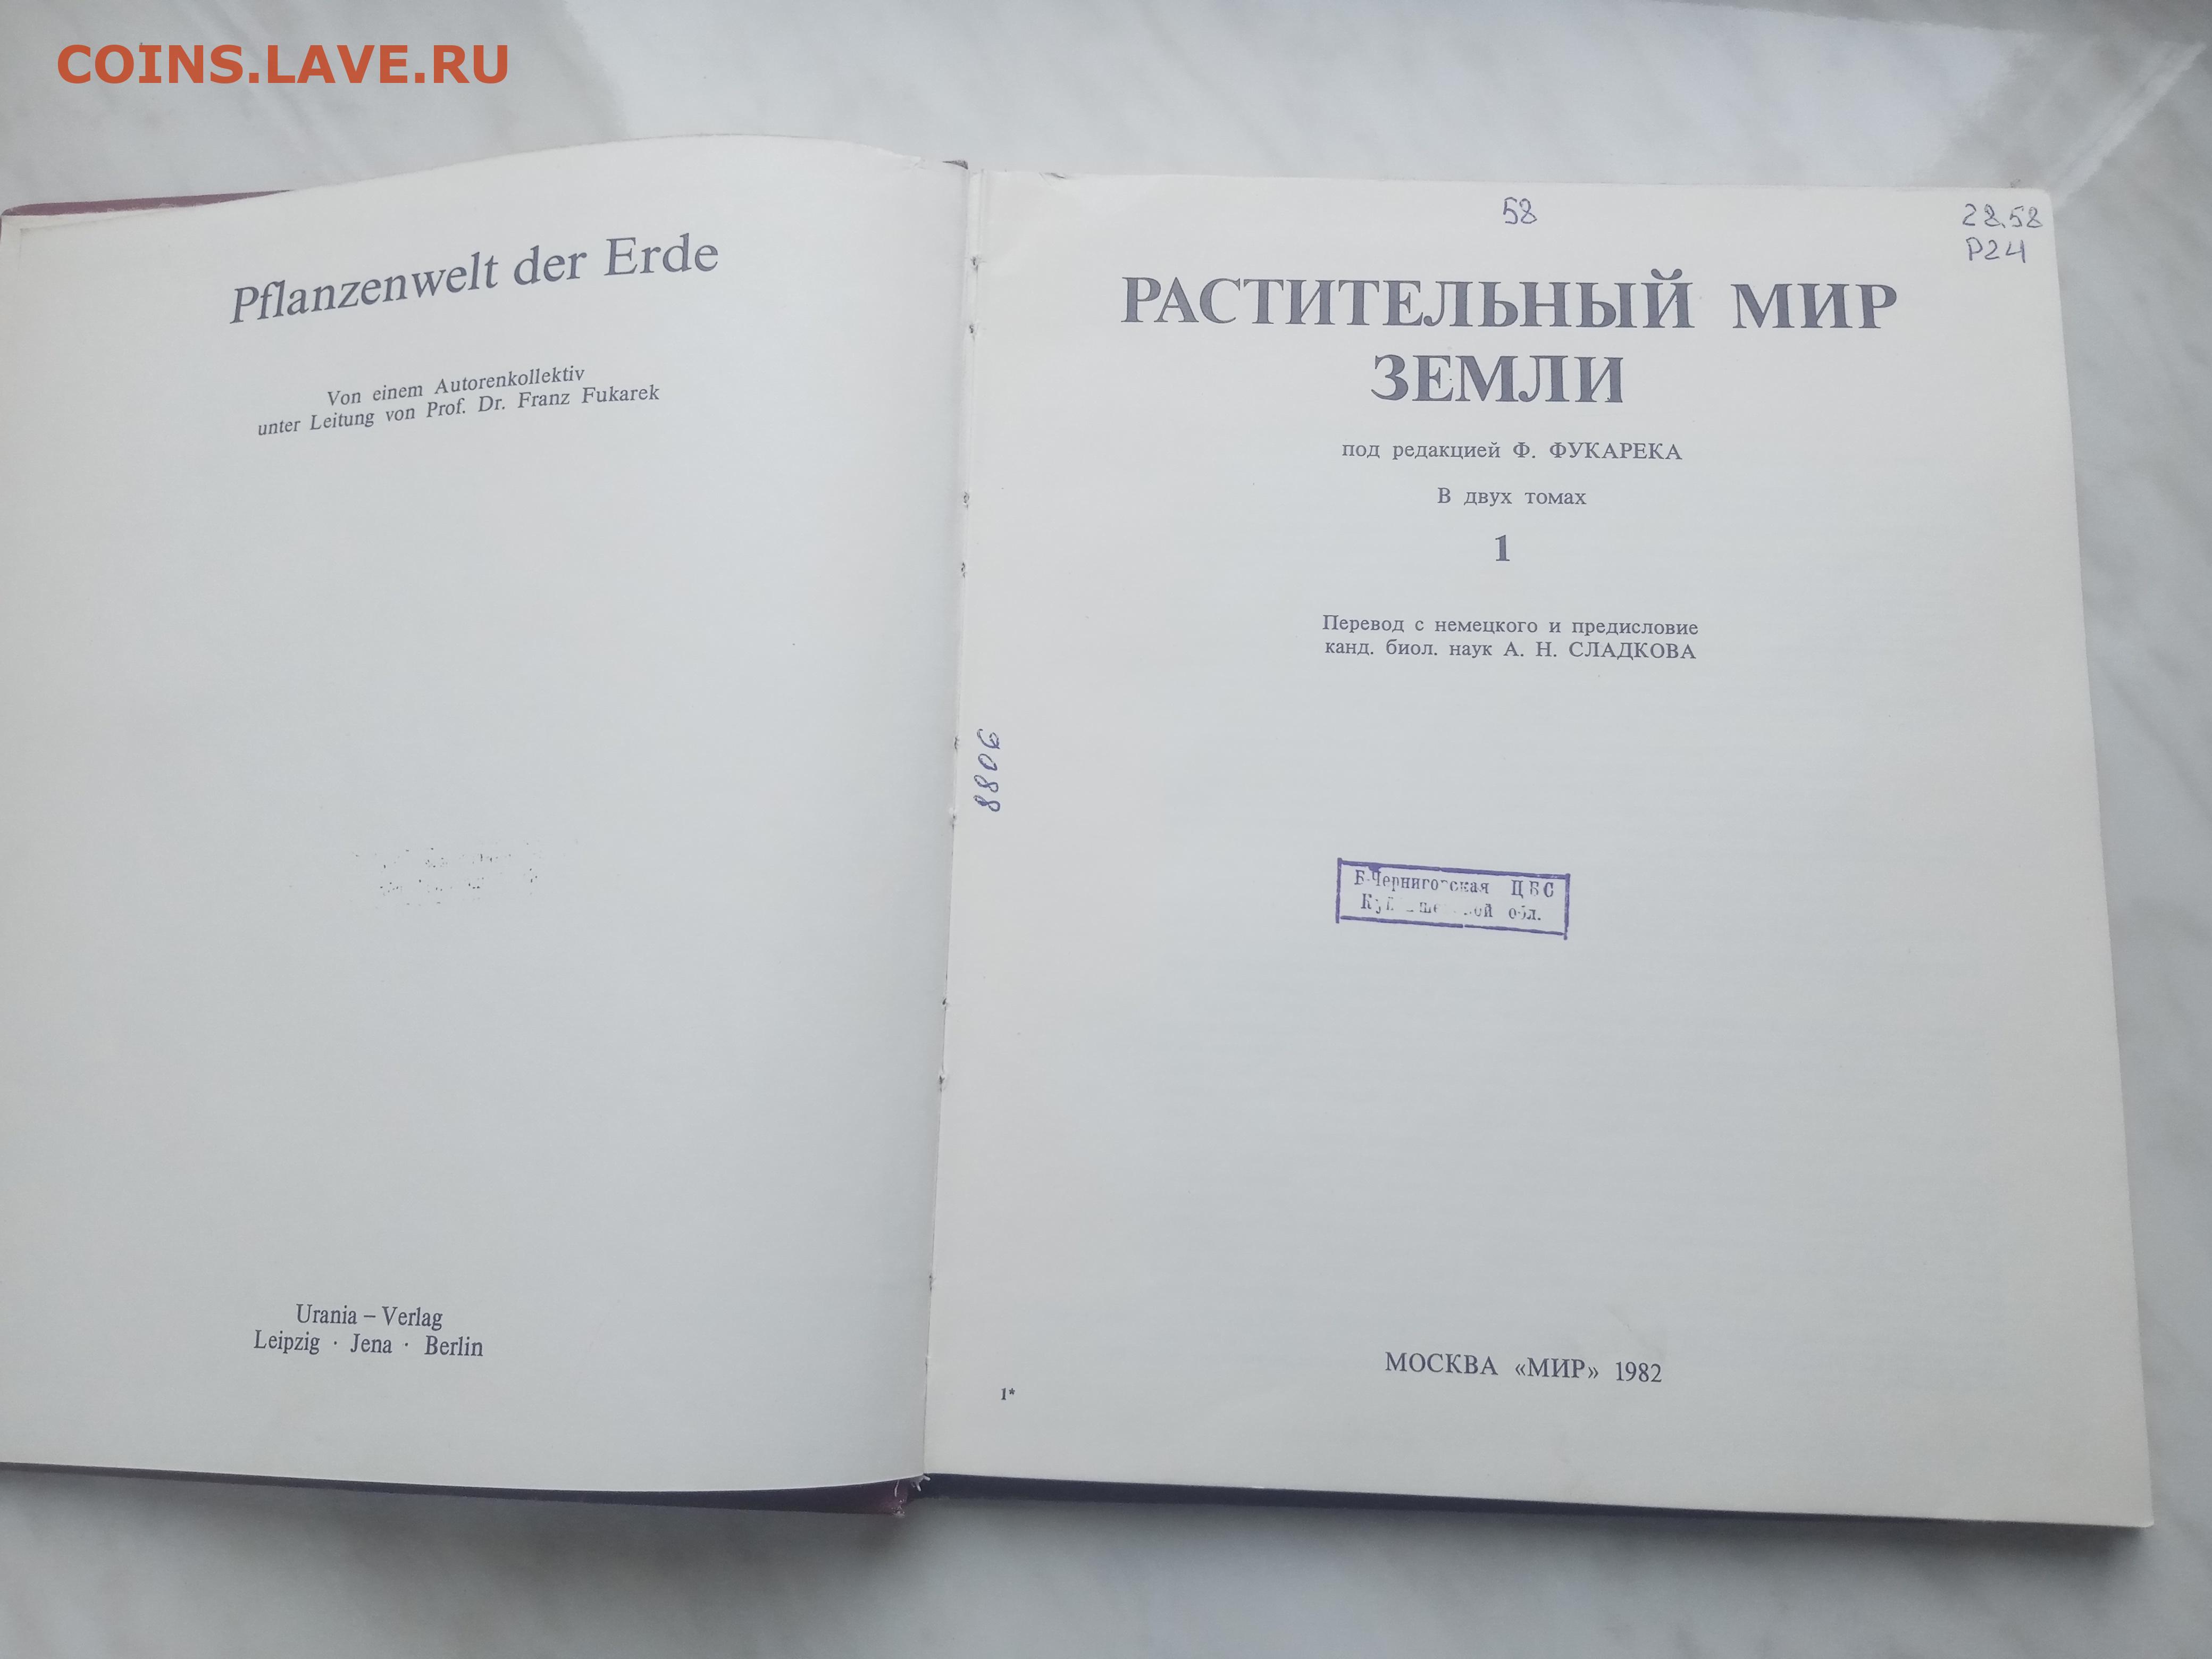 COINS.LAVE.RU
Pflanzenwelt der Erde
Von einem Autorenkollektiv
unter Leitung von Prof. Dr. Franz Fukarek
Urania – Verlag
Leipzig · Jena · Berlin
58
28.58
Р24
РАСТИТЕЛЬНЫЙ МИР
ЗЕМЛИ
под редакцией Ф. ФУКАРЕКА
В двух томах
1
Перевод с немецкого и предисловие
канд. биол. наук А. Н. СЛАДКОВА
8806
Б-Черниговская ЦБС
обл.
МОСКВА «МИР» 1982
1*